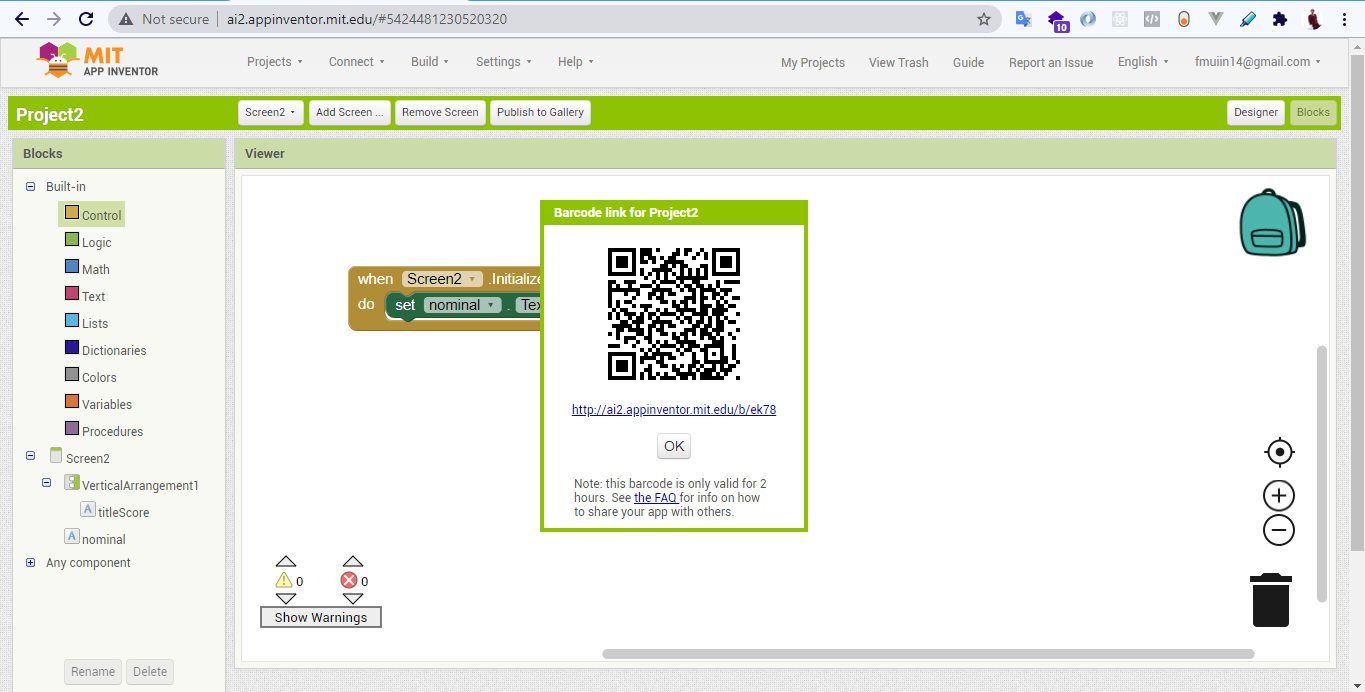 Not secure | ai2.appinventor.mit.edu/#5424481230520320
10
MIT
APP INVENTOR
Projects Connect Build Settings Help My Projects View Trash Guide Report an Issue English fmuiin14@gmail.com
Project2 Screen2 Add Screen ... Remove Screen Publish to Gallery Designer Blocks
Blocks
Built-in
Control
Logic
Math
Text
Lists
Dictionaries
Colors
Variables
Procedures
Screen2
VerticalArrangement1
A titleScore
A nominal
Any component
Rename Delete
Viewer
when Screen2 .Initialize
do set nominal . Tex
Barcode link for Project2
http://ai2.appinventor.mit.edu/b/ek78
OK
Note: this barcode is only valid for 2
hours. See the FAQ for info on how
to share your app with others.
0 0
Show Warnings